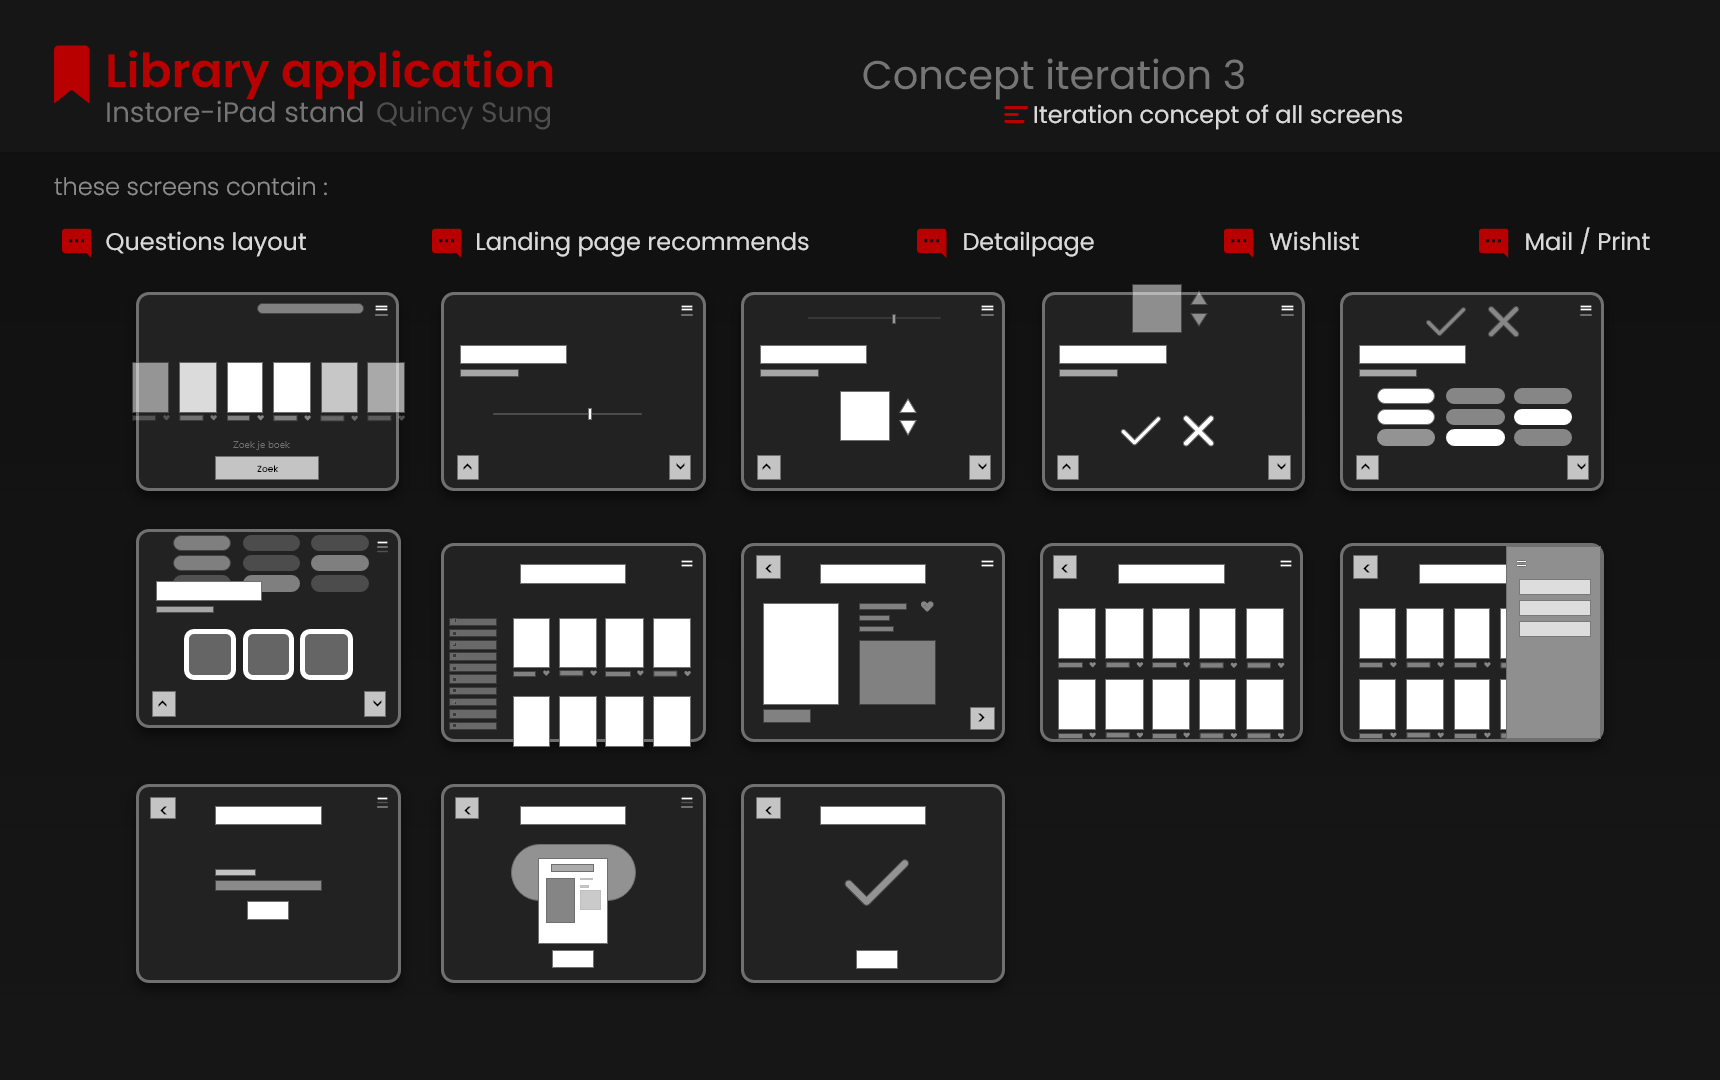 Library application
Instore-iPad stand Quincy Sung
Concept iteration 3
Iteration concept of all screens
these screens contain :
Questions layout
Landing page recommends
Detailpage
Wishlist
Mail / Print
Zoek je boek
Zoek